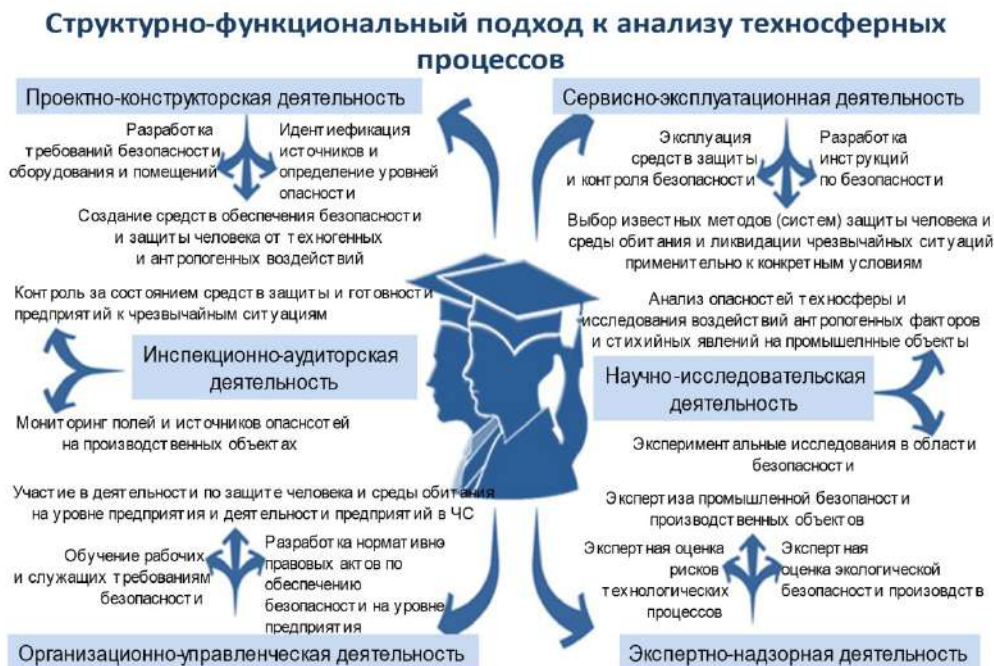 Структурно-функциональный подход к анализу техносферных
процессов
Проектно-конструкторская деятельность
Разработка
требований безопасности
оборудования и помещений
Идентиефикация
источников и
определение уровней
опасности
Создание средств обеспечения безопасности
и защиты человека от техногенных
и антропогенных воздействий
Сервисно-эксплуатационная деятельность
Эксплуация
средств защиты
и контроля безопасности
Разработка
инструкций
по безопасности
Выбор известных методов (систем) защиты человека и
среды обитания и ликвидации чрезвычайных ситуаций
применительно к конкретным условиям
Контроль за состоянием средств защиты и готовности
предприятий к чрезвычайным ситуациям
Инспекционно-аудиторская
деятельность
Мониторинг полей и источников опаснсотей
на производственных объектах
Анализ опасностей техносферы и
исследования воздействий антропогенных факторов
и стихийных явлений на промышелнные объекты
Научно-исследовательская
деятельность
Экспериментальные исследования в области
безопасности
Участие в деятельности по защите человека и среды обитания
на уровне предприятия и деятельности предприятий в ЧС
Обучение рабочих
и служащих требованиям
безопасности
Разработка нормативно
правовых актов по
обеспечению
безопасности на уровне
предприятия
Организационно-управленческая деятельность
Экспертиза промышленной безопаности
производственных объектов
Экспертная оценка
рисков
технологических
процессов
Экспертная
оценка экологической
безопасности произовдств
Экспертно-надзорная деятельность